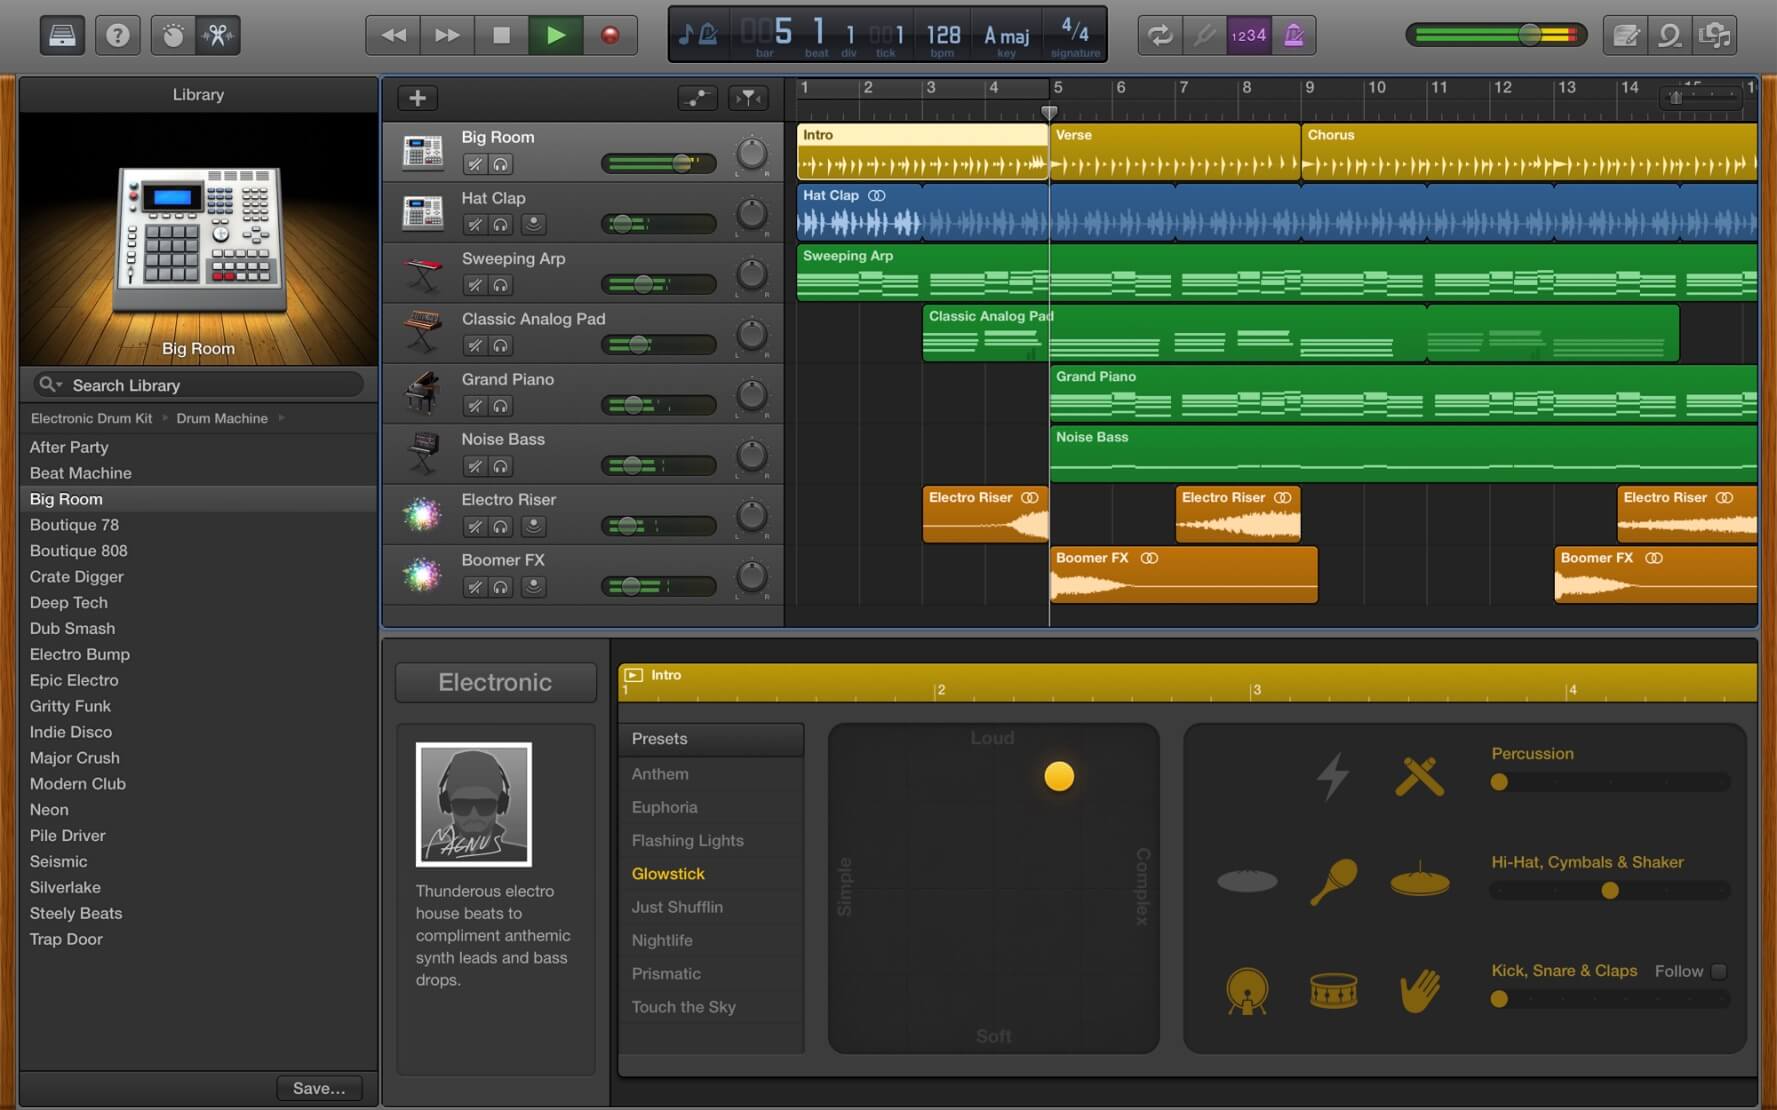 005 1 1 001 128 A maj 4/4
bar beat div tick bpm key signature
1234
Library
Big Room
Search Library
Electronic Drum Kit Drum Machine
After Party
Beat Machine
Big Room
Boutique 78
Boutique 808
Crate Digger
Deep Tech
Dub Smash
Electro Bump
Epic Electro
Gritty Funk
Indie Disco
Major Crush
Modern Club
Neon
Pile Driver
Seismic
Silverlake
Steely Beats
Trap Door
Save...
1 2 3 4 5 6 7 8 9 10 11 12 13 14 15
Big Room
L R
Intro Verse Chorus
Hat Clap
L R
Hat Clap
Sweeping Arp
L R
Sweeping Arp
Classic Analog Pad
L R
Classic Analog Pad
Grand Piano
L R
Grand Piano
Noise Bass
L R
Noise Bass
Electro Riser
L R
Electro Riser Electro Riser Electro Riser
Boomer FX
L R
Boomer FX Boomer FX
Electronic
MAGNUS
Thunderous electro
house beats to
compliment anthemic
synth leads and bass
drops.
Intro
1 2 3 4
Presets
Anthem
Euphoria
Flashing Lights
Glowstick
Just Shufflin
Nightlife
Prismatic
Touch the Sky
Loud
Simple
Complex
Soft
Percussion
Hi-Hat, Cymbals & Shaker
Kick, Snare & Claps Follow